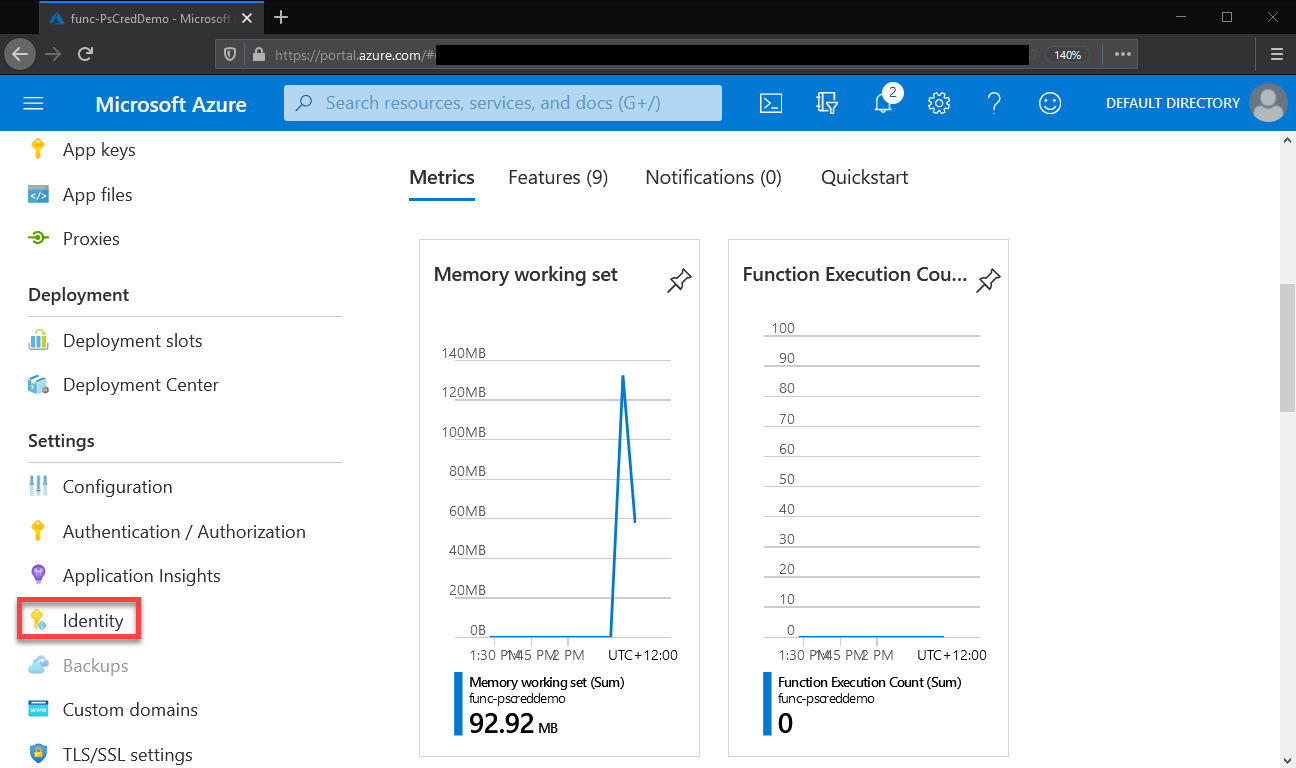 func-PsCredDemo - Microsoft
https://portal.azure.com/#
140%
Microsoft Azure
Search resources, services, and docs (G+/)
2
DEFAULT DIRECTORY
App keys
App files
Proxies
Deployment
Deployment slots
Deployment Center
Settings
Configuration
Authentication / Authorization
Application Insights
Identity
Backups
Custom domains
www
TLS/SSL settings
Metrics
Features (9)
Notifications (0)
Quickstart
Memory working set
140MB
120MB
100MB
80MB
60MB
40MB
20MB
0B
1:30 PM
1:45 PM
2 PM
UTC+12:00
Memory working set (Sum)
func-pscreddemo
92.92 MB
Function Execution Cou...
100
90
80
70
60
50
40
30
20
10
0
1:30 PM
1:45 PM
2 PM
UTC+12:00
Function Execution Count (Sum)
func-pscreddemo
0